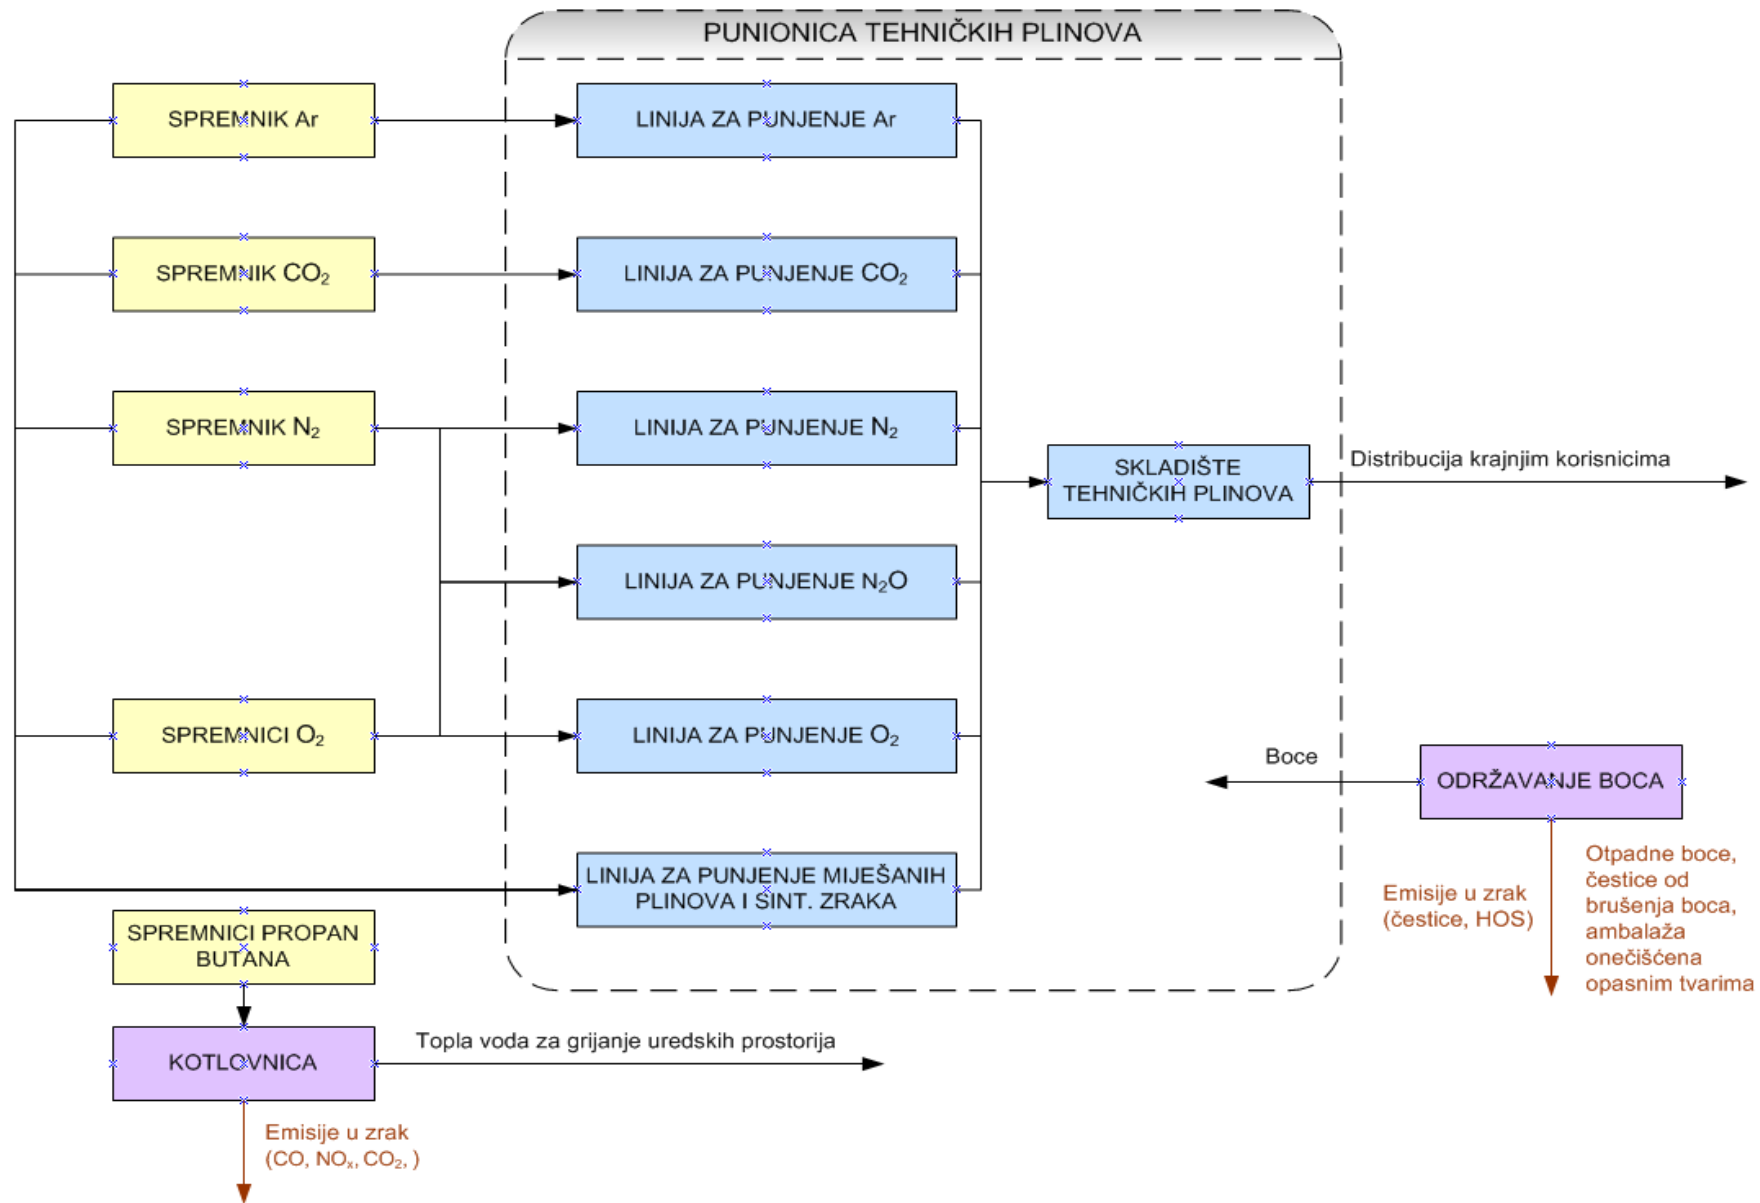 PUNIONICA TEHNIČKIH PLINOVA
SPREMNIK Ar
LINIJA ZA PUNJENJE Ar
SPREMNIK CO₂
LINIJA ZA PUNJENJE CO₂
SPREMNIK N₂
LINIJA ZA PUNJENJE N₂
SKLADIŠTE
TEHNIČKIH PLINOVA
Distribucija krajnjim korisnicima
LINIJA ZA PUNJENJE N₂O
SPREMNICI O₂
LINIJA ZA PUNJENJE O₂
Boce
ODRŽAVANJE BOCA
LINIJA ZA PUNJENJE MIJEŠANIH
PLINOVA I SINT. ZRAKA
Emisije u zrak
(čestice, HOS)
Otpadne boce,
čestice od
brušenja boca,
ambalaža
onečišćena
opasnim tvarima
SPREMNICI PROPAN
BUTANA
KOTLOVNICA
Topla voda za grijanje uredskih prostorija
Emisije u zrak
(CO, NOₓ, CO₂, )